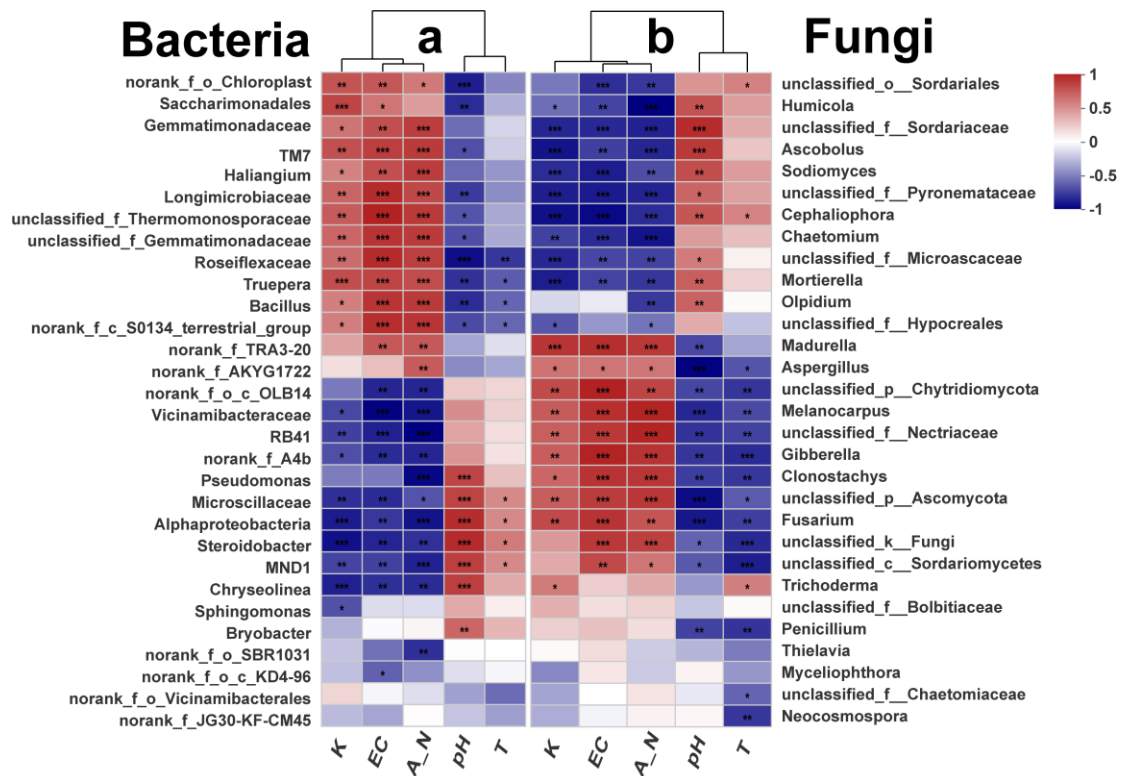 Bacteria
a
b
Fungi
norank_f_o_Chloroplast
Saccharimonadales
Gemmatimonadaceae
TM7
Haliangium
Longimicrobiaceae
unclassified_f_Thermomonosporaceae
unclassified_f_Gemmatimonadaceae
Roseiflexaceae
Truepera
Bacillus
norank_f_c_S0134_terrestrial_group
norank_f_TRA3-20
norank_f_AKYG1722
norank_f_o_c_OLB14
Vicinamibacteraceae
RB41
norank_f_A4b
Pseudomonas
Microscillaceae
Alphaproteobacteria
Steroidobacter
MND1
Chryseolinea
Sphingomonas
Bryobacter
norank_f_o_SBR1031
norank_f_o_c_KD4-96
norank_f_o_Vicinamibacterales
norank_f_JG30-KF-CM45
K
EC
A_N
pH
T
K
EC
A_N
pH
T
unclassified_o__Sordariales
Humicola
unclassified_f__Sordariaceae
Ascobolus
Sodiomyces
unclassified_f__Pyronemataceae
Cephaliophora
Chaetomium
unclassified_f__Microascaceae
Mortierella
Olpidium
unclassified_f__Hypocreales
Madurella
Aspergillus
unclassified_p__Chytridiomycota
Melanocarpus
unclassified_f__Nectriaceae
Gibberella
Clonostachys
unclassified_p__Ascomycota
Fusarium
unclassified_k__Fungi
unclassified_c__Sordariomycetes
Trichoderma
unclassified_f__Bolbitiaceae
Penicillium
Thielavia
Myceliophthora
unclassified_f__Chaetomiaceae
Neocosmospora
1
0.5
0
-0.5
-1